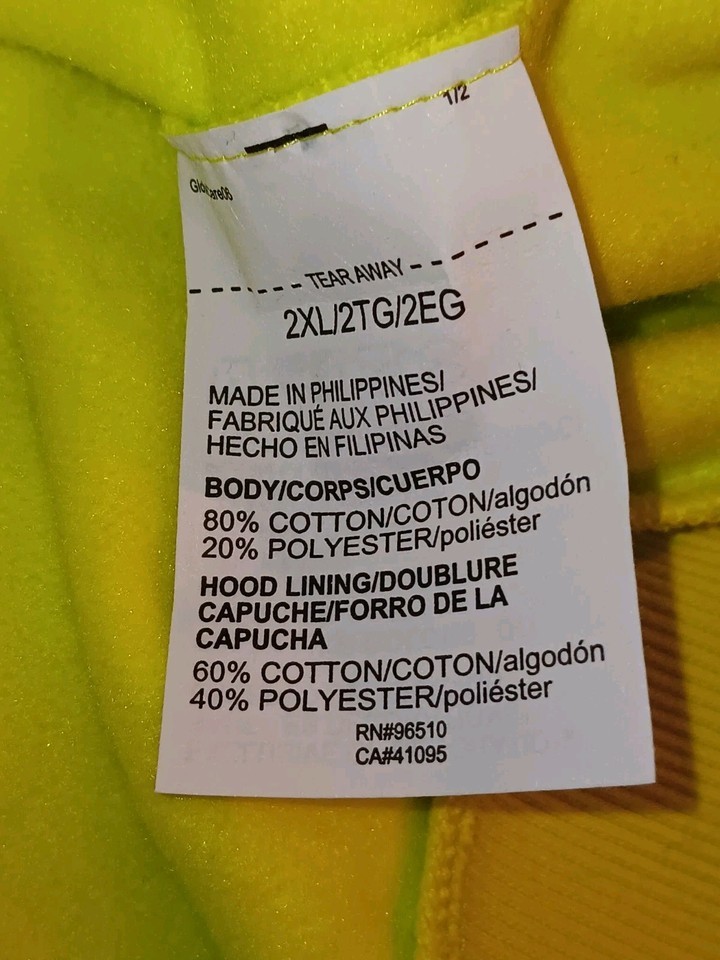 1/2
TEAR AWAY
2XL/2TG/2EG
MADE IN PHILIPPINES/
FABRIQUÉ AUX PHILIPPINES/
HECHO EN FILIPINAS
BODY/CORPS/CUERPO
80% COTTON/COTON/algodón
20% POLYESTER/poliéster
HOOD LINING/DOUBLURE
CAPUCHE/FORRO DE LA
CAPUCHA
60% COTTON/COTON/algodón
40% POLYESTER/poliéster
RN#96510
CA#41095